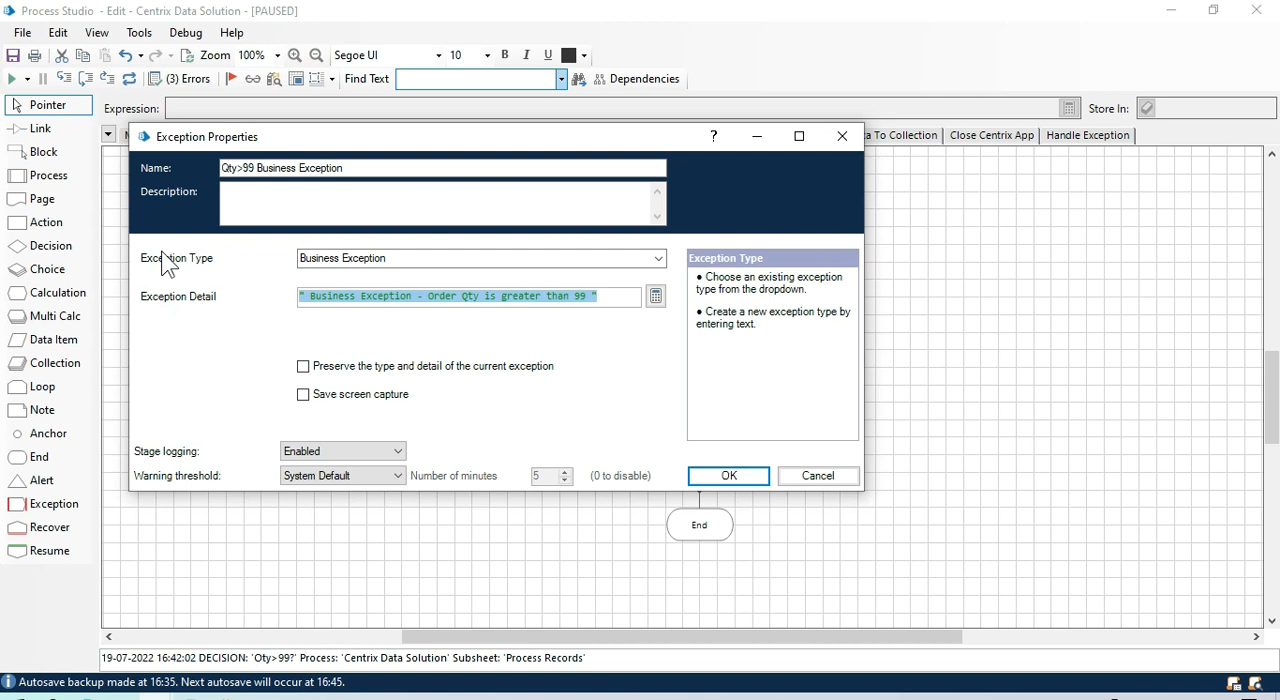 Process Studio - Edit - Centrix Data Solution - [PAUSED]
File Edit View Tools Debug Help
Zoom 100% Segoe UI 10 B I U
(3) Errors Find Text Dependencies
Pointer Expression: Store In:
Link
Block
Process
Page
Action
Decision
Choice
Calculation
Multi Calc
Data Item
Collection
Loop
Note
Anchor
End
Alert
Exception
Recover
Resume
a To Collection Close Centrix App Handle Exception
Exception Properties ?
Name: Qty>99 Business Exception
Description:
Exception Type Business Exception
Exception Detail " Business Exception - Order Qty is greater than 99 "
Preserve the type and detail of the current exception
Save screen capture
Exception Type
• Choose an existing exception
type from the dropdown.
• Create a new exception type by
entering text.
Stage logging: Enabled
Warning threshold: System Default Number of minutes 5 (0 to disable) OK Cancel
End
19-07-2022 16:42:02 DECISION: 'Qty>99?' Process: 'Centrix Data Solution' Subsheet: 'Process Records'
Autosave backup made at 16:35. Next autosave will occur at 16:45.